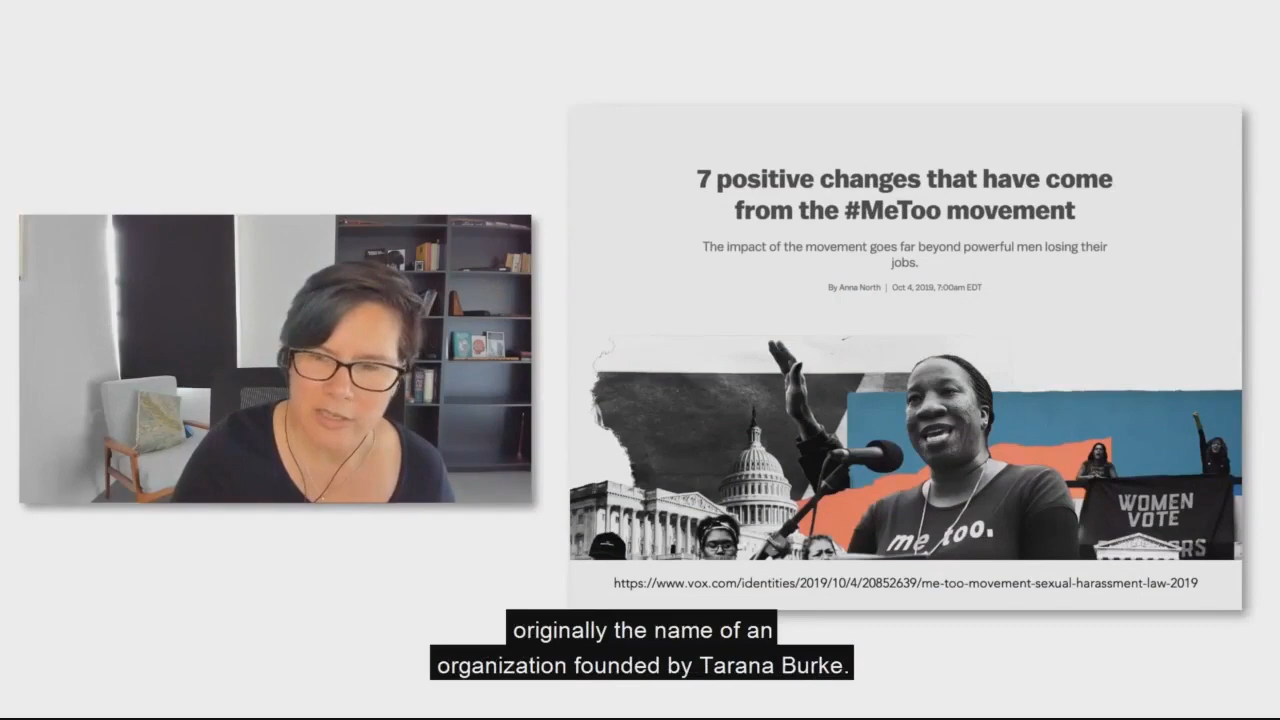 7 positive changes that have come
from the #MeToo movement
The impact of the movement goes far beyond powerful men losing their
jobs.
By Anna North | Oct 4, 2019, 7:00am EDT
me too.
WOMEN
VOTE
https://www.vox.com/identities/2019/10/4/20852639/me-too-movement-sexual-harassment-law-2019
originally the name of an
organization founded by Tarana Burke.